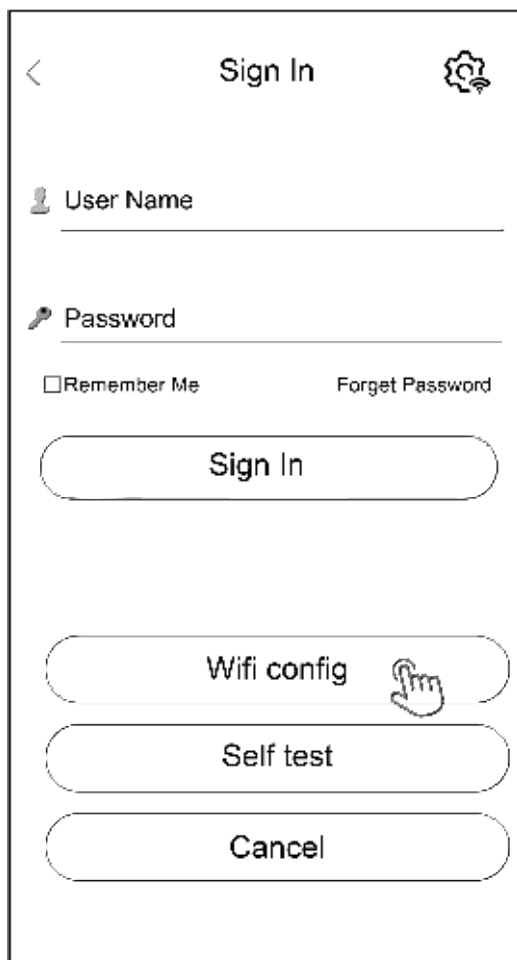 Sign In
User Name
Password
Remember Me Forget Password
Sign In
Wifi config
Self test
Cancel